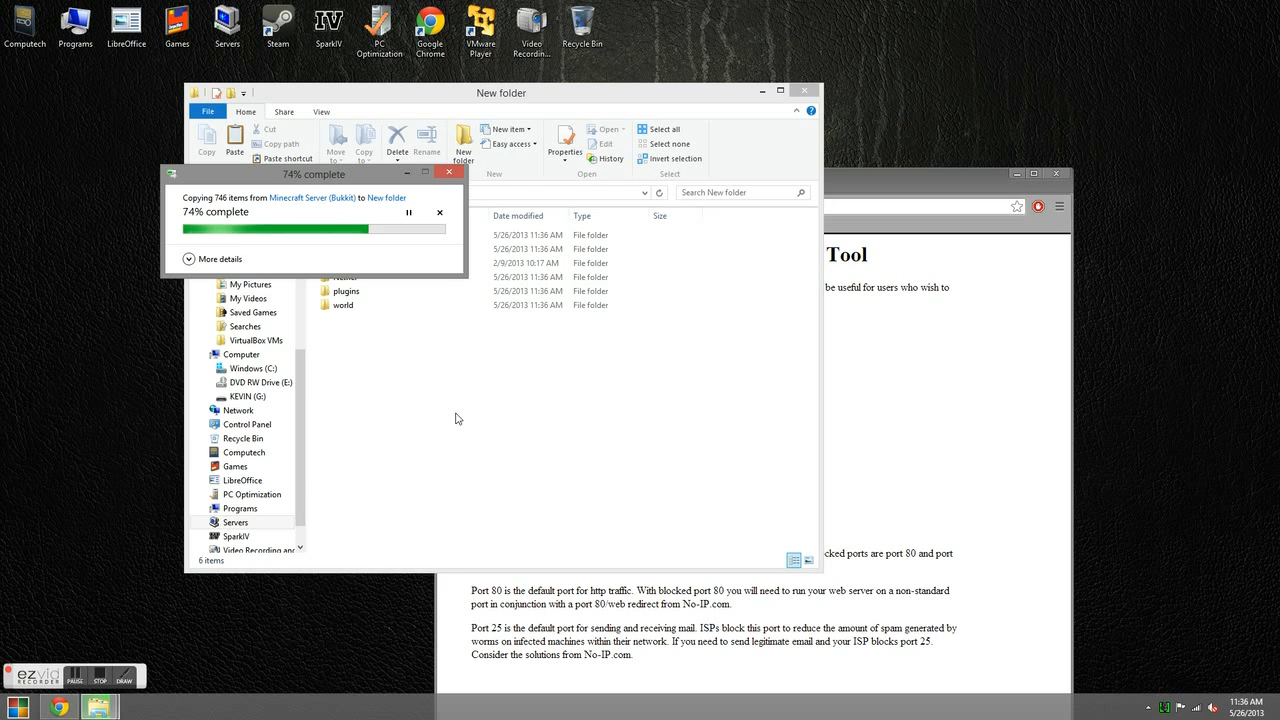 Computech
Programs
LibreOffice
Games
Servers
Steam
IV
SparkIV
PC
Optimization
Google
Chrome
VMware
Player
Video
Recordin...
Recycle Bin
New folder
File
Home
Share
View
Copy
Paste
Cut
Copy path
Paste shortcut
Move
to
Copy
to
Delete
Rename
New
folder
New item
Easy access
New
Properties
Open
Edit
History
Open
Select all
Select none
Invert selection
Select
74% complete
Copying 746 items from Minecraft Server (Bukkit) to New folder
74% complete
More details
Search New folder
Date modified Type Size
5/26/2013 11:36 AM File folder
5/26/2013 11:36 AM File folder
2/9/2013 10:17 AM File folder
5/26/2013 11:36 AM File folder
plugins 5/26/2013 11:36 AM File folder
world 5/26/2013 11:36 AM File folder
My Pictures
My Videos
Saved Games
Searches
VirtualBox VMs
Computer
Windows (C:)
DVD RW Drive (E:)
KEVIN (G:)
Network
Control Panel
Recycle Bin
Computech
Games
LibreOffice
PC Optimization
Programs
Servers
SparkIV
Video Recording and
6 items
Tool
be useful for users who wish to
cked ports are port 80 and port
Port 80 is the default port for http traffic. With blocked port 80 you will need to run your web server on a non-standard
port in conjunction with a port 80/web redirect from No-IP.com.
Port 25 is the default port for sending and receiving mail. ISPs block this port to reduce the amount of spam generated by
worms on infected machines within their network. If you need to send legitimate email and your ISP blocks port 25.
Consider the solutions from No-IP.com.
ezvid
RECORDER
PAUSE
STOP
DRAW
11:36 AM
5/26/2013